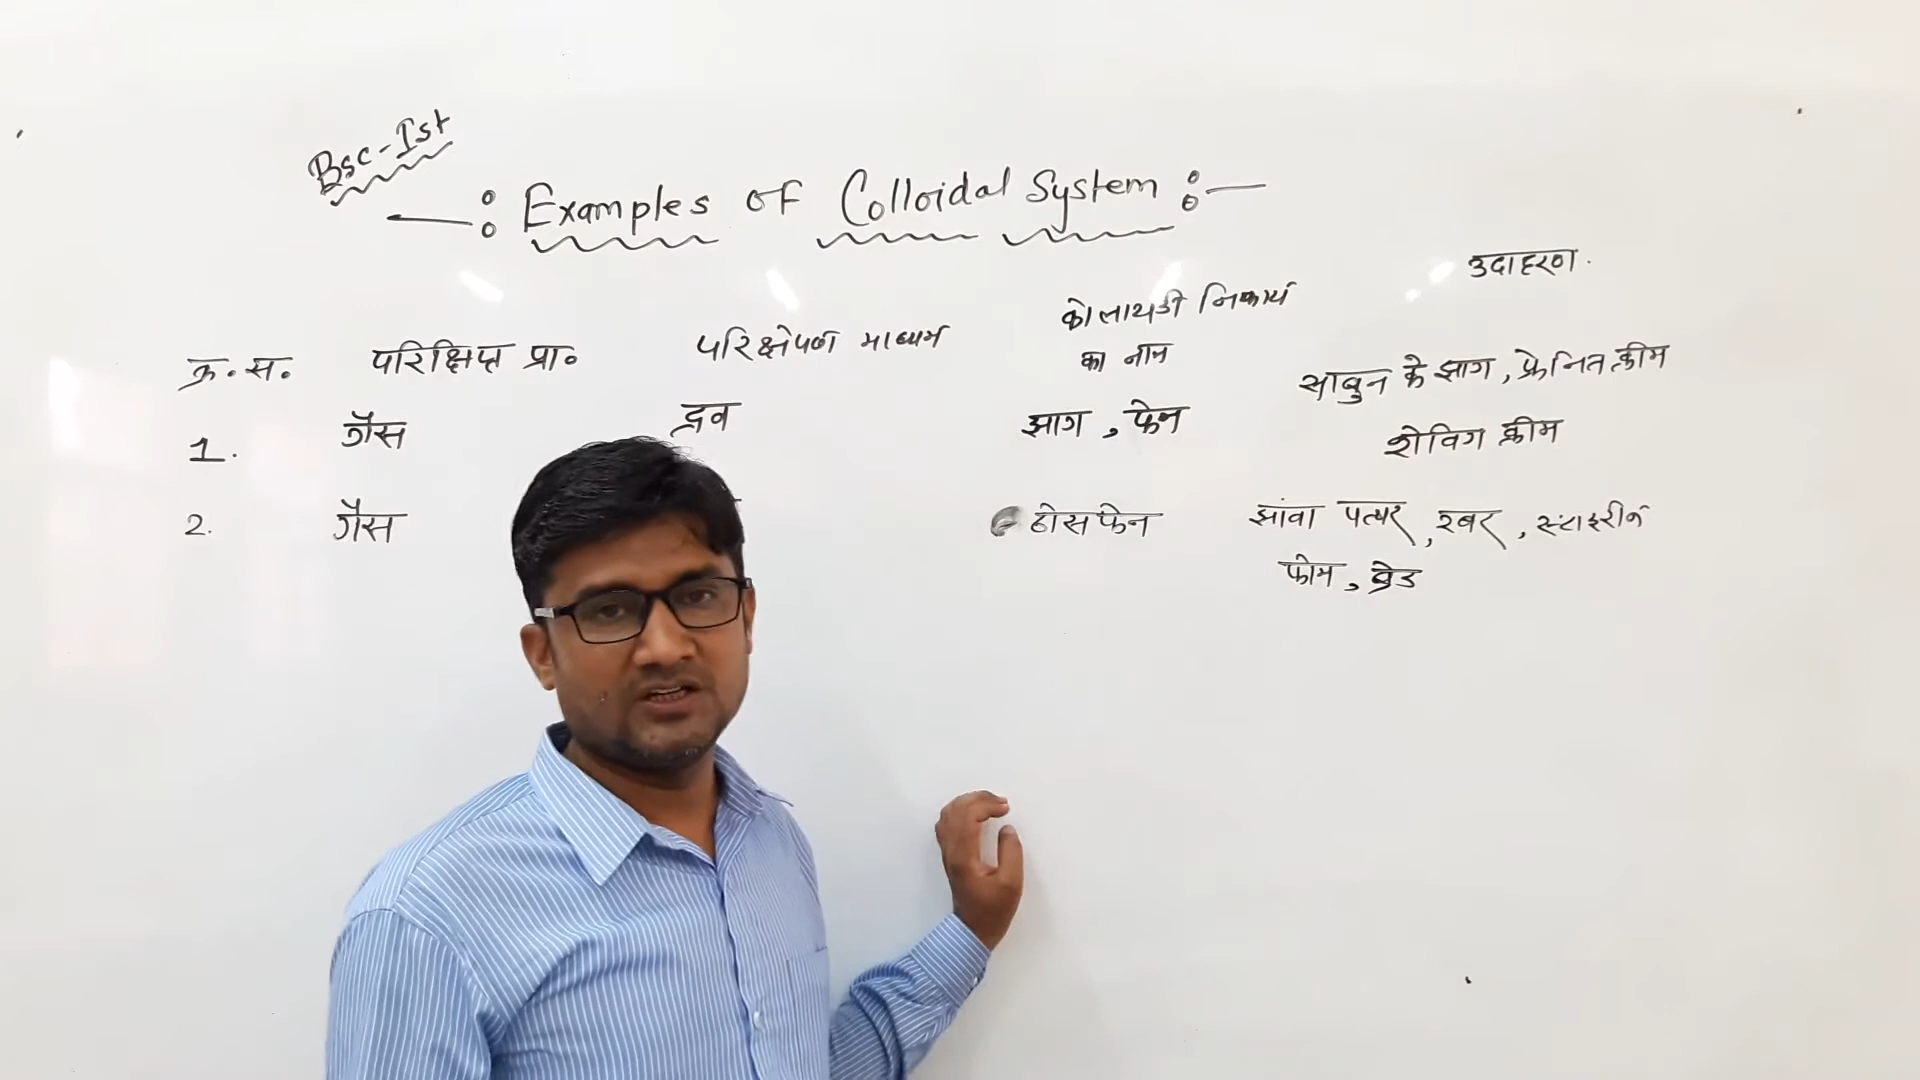 Bsc-Ist
—: Examples of Colloidal System :—
क्र.स. परिक्षिप्त प्रा० परिक्षेपण माध्यम कोलायडी निकाय का नाम उदाहरण.
1. गैस द्रव झाग, फेन साबुन के झाग, फेनित क्रीम
शेविंग क्रीम
2. गैस ठोस फेन झांवा पत्थर, रबर, स्टाइरीन
फोम, ब्रेड